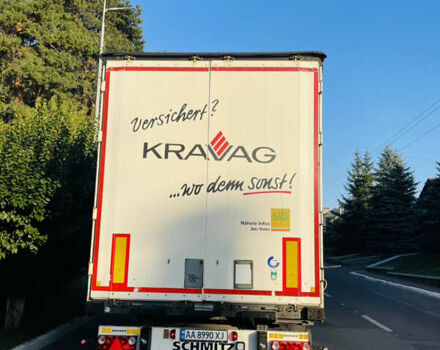 Versichert?
KRAVAG
...wo denn sonst!
Nähere Infos
bei Ihrer
AA 8990 XJ
SCHMITZ